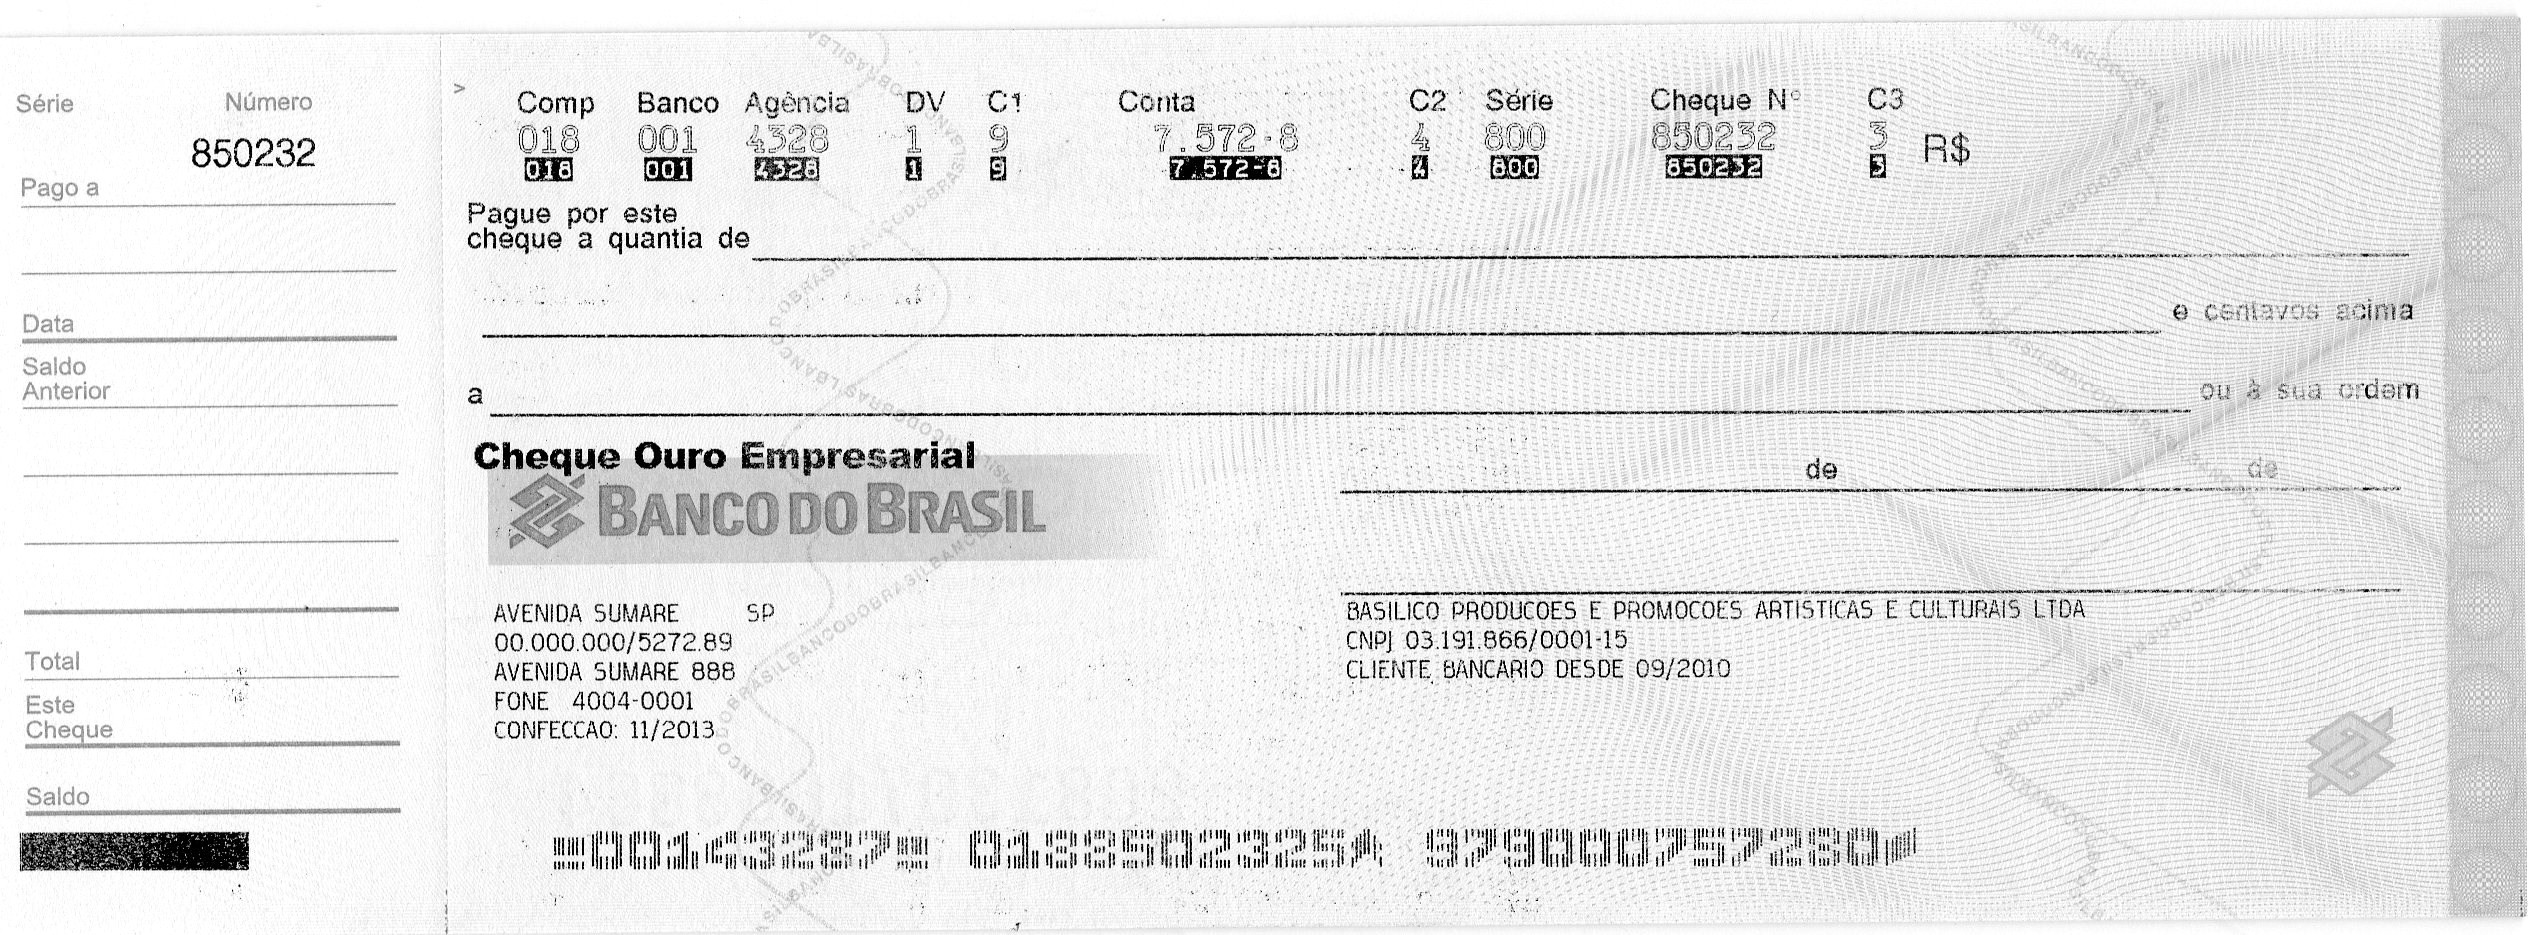 Série Número
850232
Pago a
Data
Saldo
Anterior
Total
Este
Cheque
Saldo
Comp Banco Agência DV C1 Conta C2 Série Cheque Nº C3
018 001 4328 1 9 7.572-8 4 800 850232 3 R$
018 001 4328 1 9 7.572-8 4 800 850232 3
Pague por este
cheque a quantia de
e centavos acima
a ou à sua ordem
Cheque Ouro Empresarial
de de
BANCO DO BRASIL
AVENIDA SUMARE SP
00.000.000/5272.89
AVENIDA SUMARE 888
FONE 4004-0001
CONFECCAO: 11/2013
BASILICO PRODUCOES E PROMOCOES ARTISTICAS E CULTURAIS LTDA
CNPJ 03.191.866/0001-15
CLIENTE BANCARIO DESDE 09/2010
00143287 0188502325 979000757280